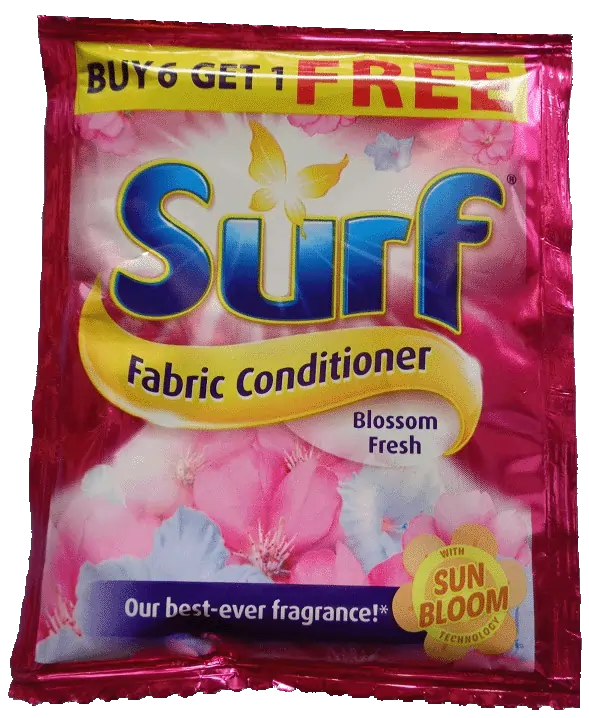 BUY 6 GET 1 FREE
Surf®
Fabric Conditioner
Blossom
Fresh
Our best-ever fragrance!*
WITH
SUN
BLOOM
TECHNOLOGY